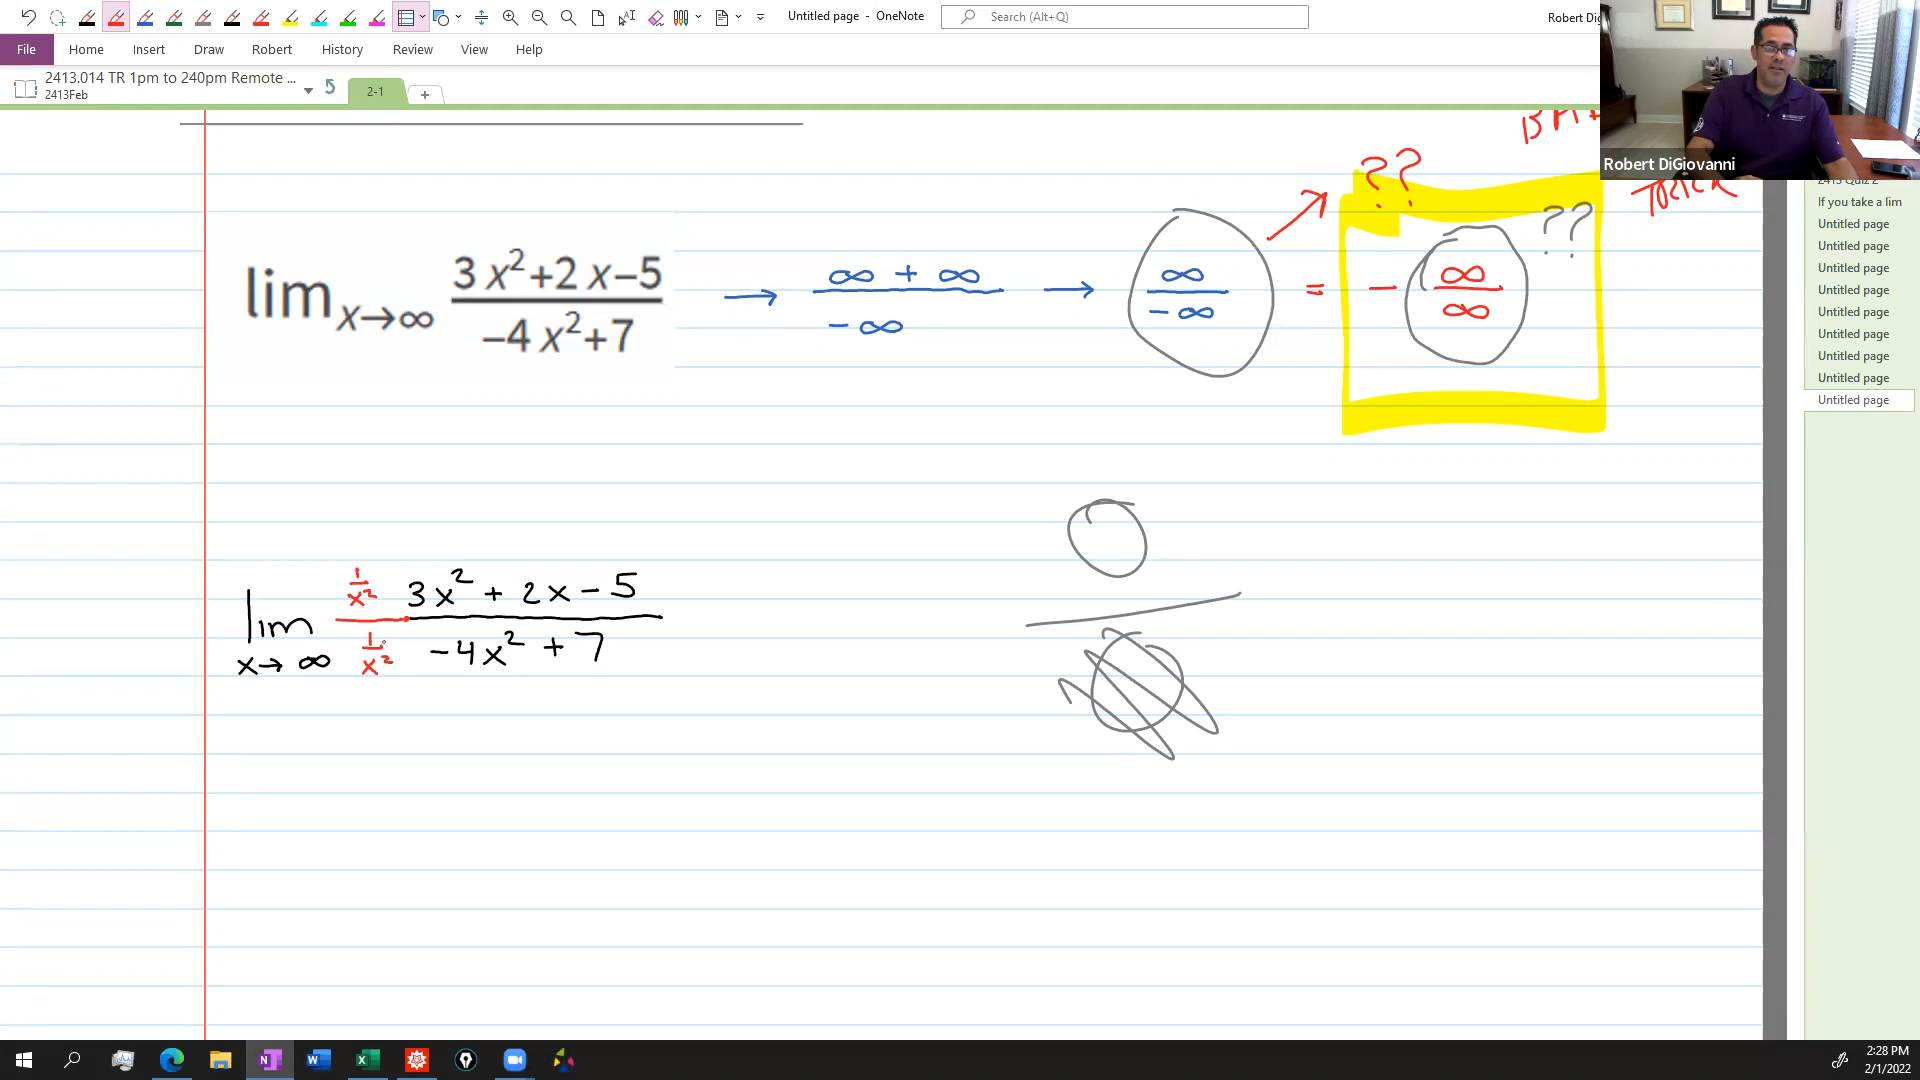 Untitled page - OneNote
Search (Alt+Q)
File Home Insert Draw Robert History Review View Help
2413.014 TR 1pm to 240pm Remote ...
2413Feb
2-1
Robert DiGiovanni
If you take a lim
Untitled page
Untitled page
Untitled page
Untitled page
Untitled page
Untitled page
Untitled page
Untitled page
Untitled page
??
??
lim x→∞ 3x²+2x−5 / −4x²+7 → ∞ + ∞ / −∞ → ∞ / −∞ = − ∞ / ∞
lim x→∞ 1/x² 3x² + 2x − 5 / 1/x² −4x² + 7
2:28 PM
2/1/2022